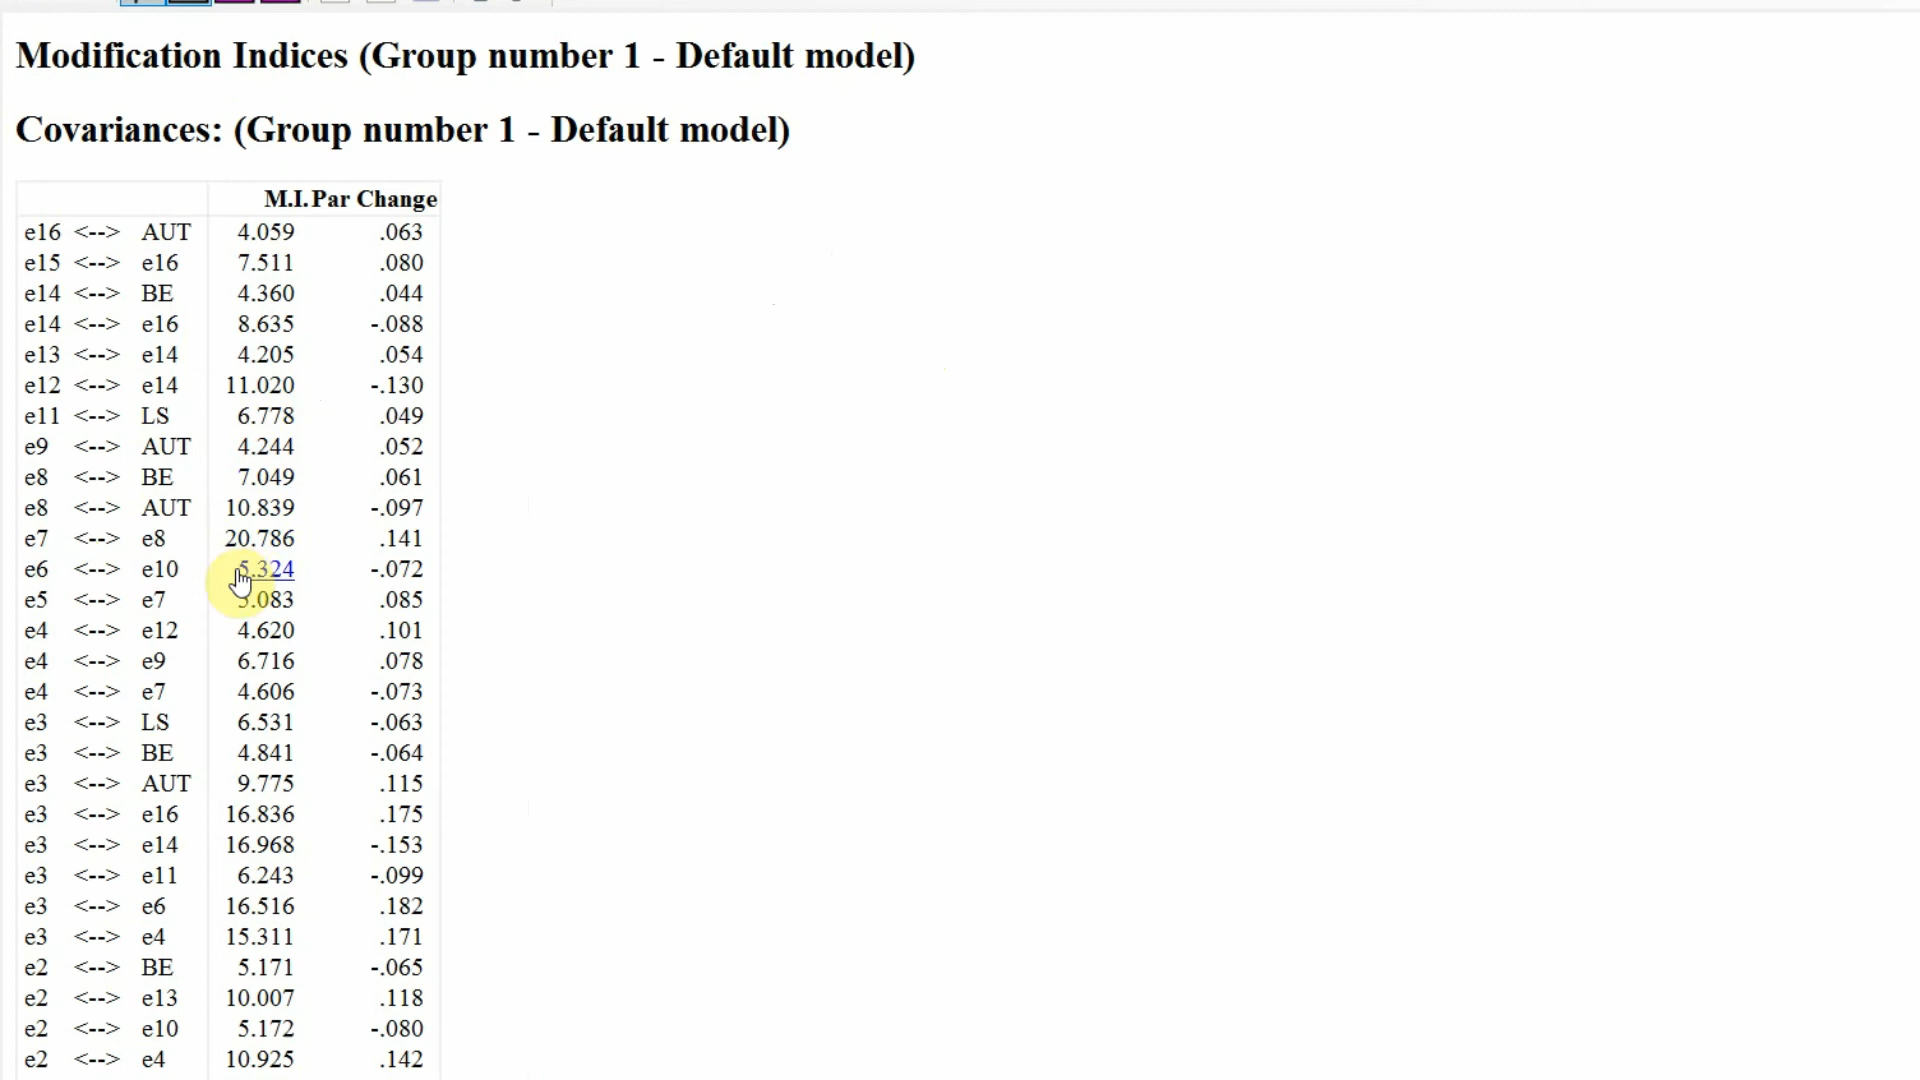 Modification Indices (Group number 1 - Default model)
Covariances: (Group number 1 - Default model)
M.I. Par Change
e16 <--> AUT 4.059 .063
e15 <--> e16 7.511 .080
e14 <--> BE 4.360 .044
e14 <--> e16 8.635 -.088
e13 <--> e14 4.205 .054
e12 <--> e14 11.020 -.130
e11 <--> LS 6.778 .049
e9 <--> AUT 4.244 .052
e8 <--> BE 7.049 .061
e8 <--> AUT 10.839 -.097
e7 <--> e8 20.786 .141
e6 <--> e10 5.324 -.072
e5 <--> e7 5.083 .085
e4 <--> e12 4.620 .101
e4 <--> e9 6.716 .078
e4 <--> e7 4.606 -.073
e3 <--> LS 6.531 -.063
e3 <--> BE 4.841 -.064
e3 <--> AUT 9.775 .115
e3 <--> e16 16.836 .175
e3 <--> e14 16.968 -.153
e3 <--> e11 6.243 -.099
e3 <--> e6 16.516 .182
e3 <--> e4 15.311 .171
e2 <--> BE 5.171 -.065
e2 <--> e13 10.007 .118
e2 <--> e10 5.172 -.080
e2 <--> e4 10.925 .142